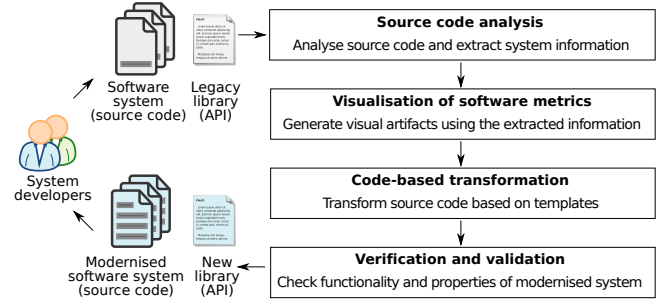 Source code analysis
Analyse source code and extract system information
Software
system
(source code)
Legacy
library
(API)
Visualisation of software metrics
Generate visual artifacts using the extracted information
System
developers
Code-based transformation
Transform source code based on templates
Modernised
software system
(source code)
New
library
(API)
Verification and validation
Check functionality and properties of modernised system